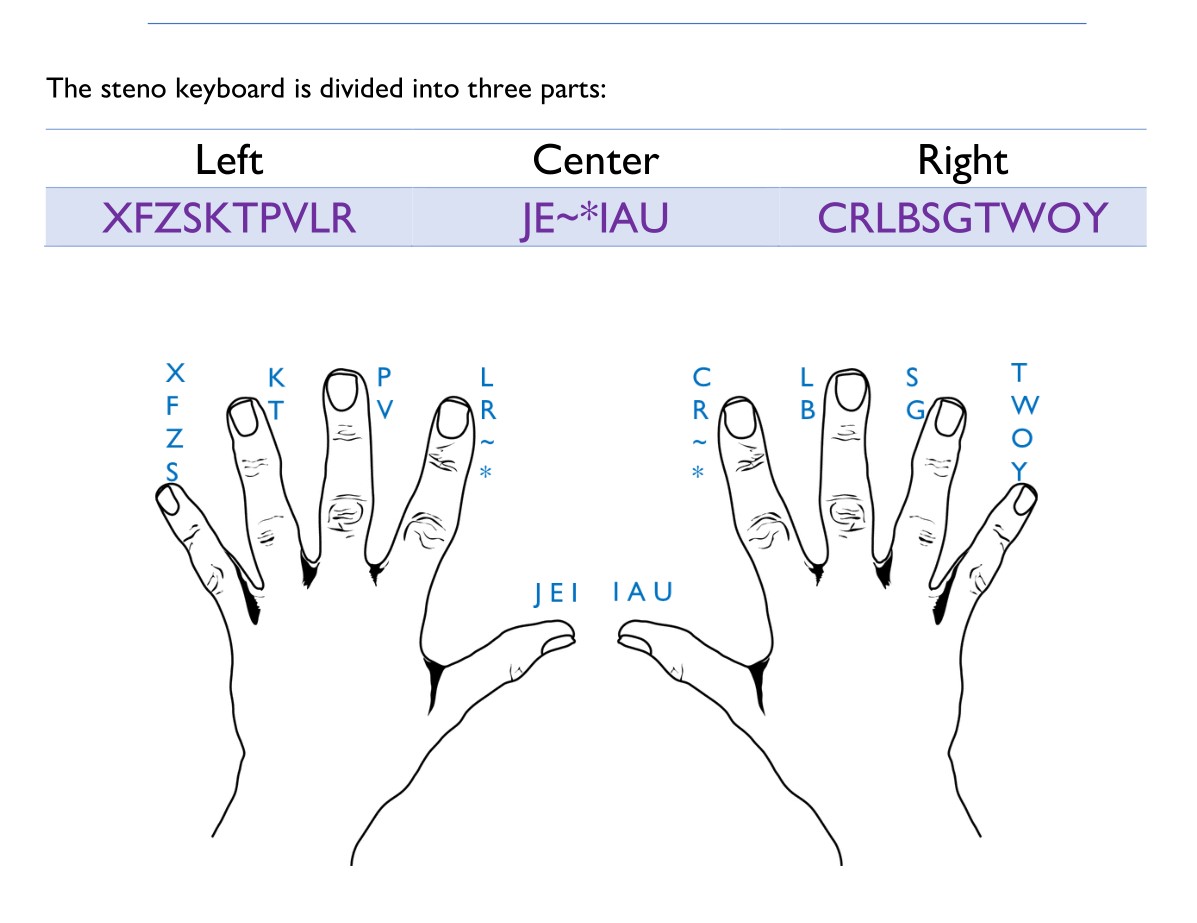 The steno keyboard is divided into three parts:
Left Center Right
XFZSKTPVLR JE~*IAU CRLBSGTWOY
X K P L C L S T
F T V R R B G W
Z ~ ~ O
S * * Y
J E I I A U